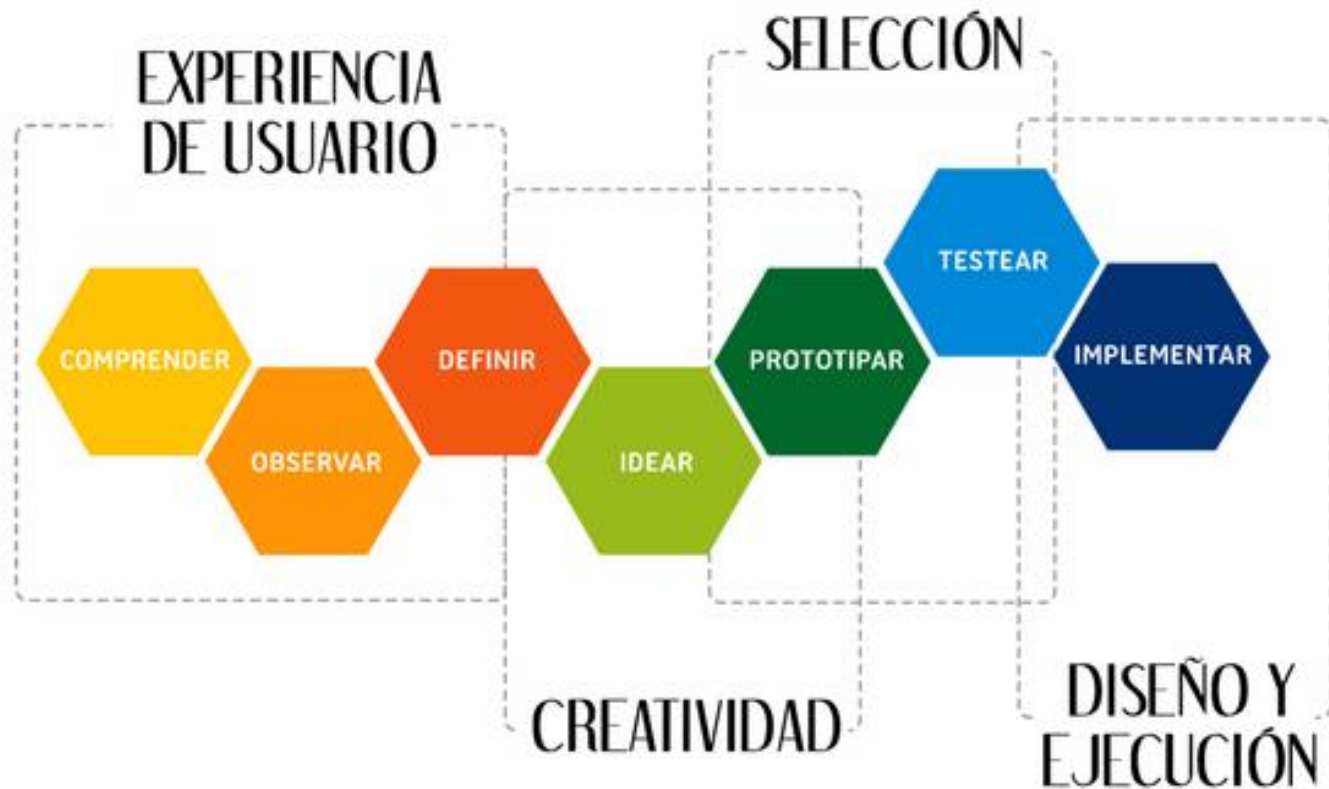 EXPERIENCIA
DE USUARIO
SELECCIÓN
COMPRENDER
OBSERVAR
DEFINIR
IDEAR
PROTOTIPAR
TESTEAR
IMPLEMENTAR
CREATIVIDAD
DISEÑO Y
EJECUCIÓN